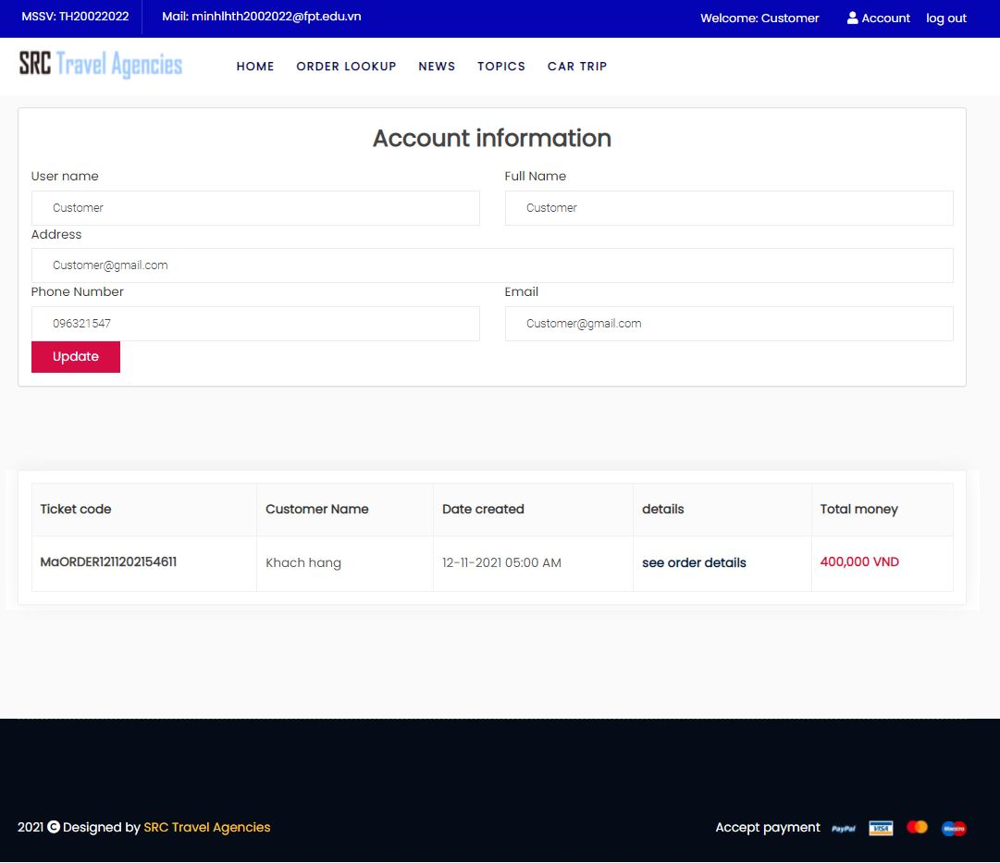 MSSV: TH20022022 Mail: minhlhth2002022@fpt.edu.vn Welcome: Customer Account log out
SRC Travel Agencies HOME ORDER LOOKUP NEWS TOPICS CAR TRIP
Account information
User name Full Name
Customer Customer
Address
Customer@gmail.com
Phone Number Email
096321547 Customer@gmail.com
Update
Ticket code Customer Name Date created details Total money
MaORDER1211202154611 Khach hang 12-11-2021 05:00 AM see order details 400,000 VND
2021 C Designed by SRC Travel Agencies Accept payment PayPal VISA Maestro